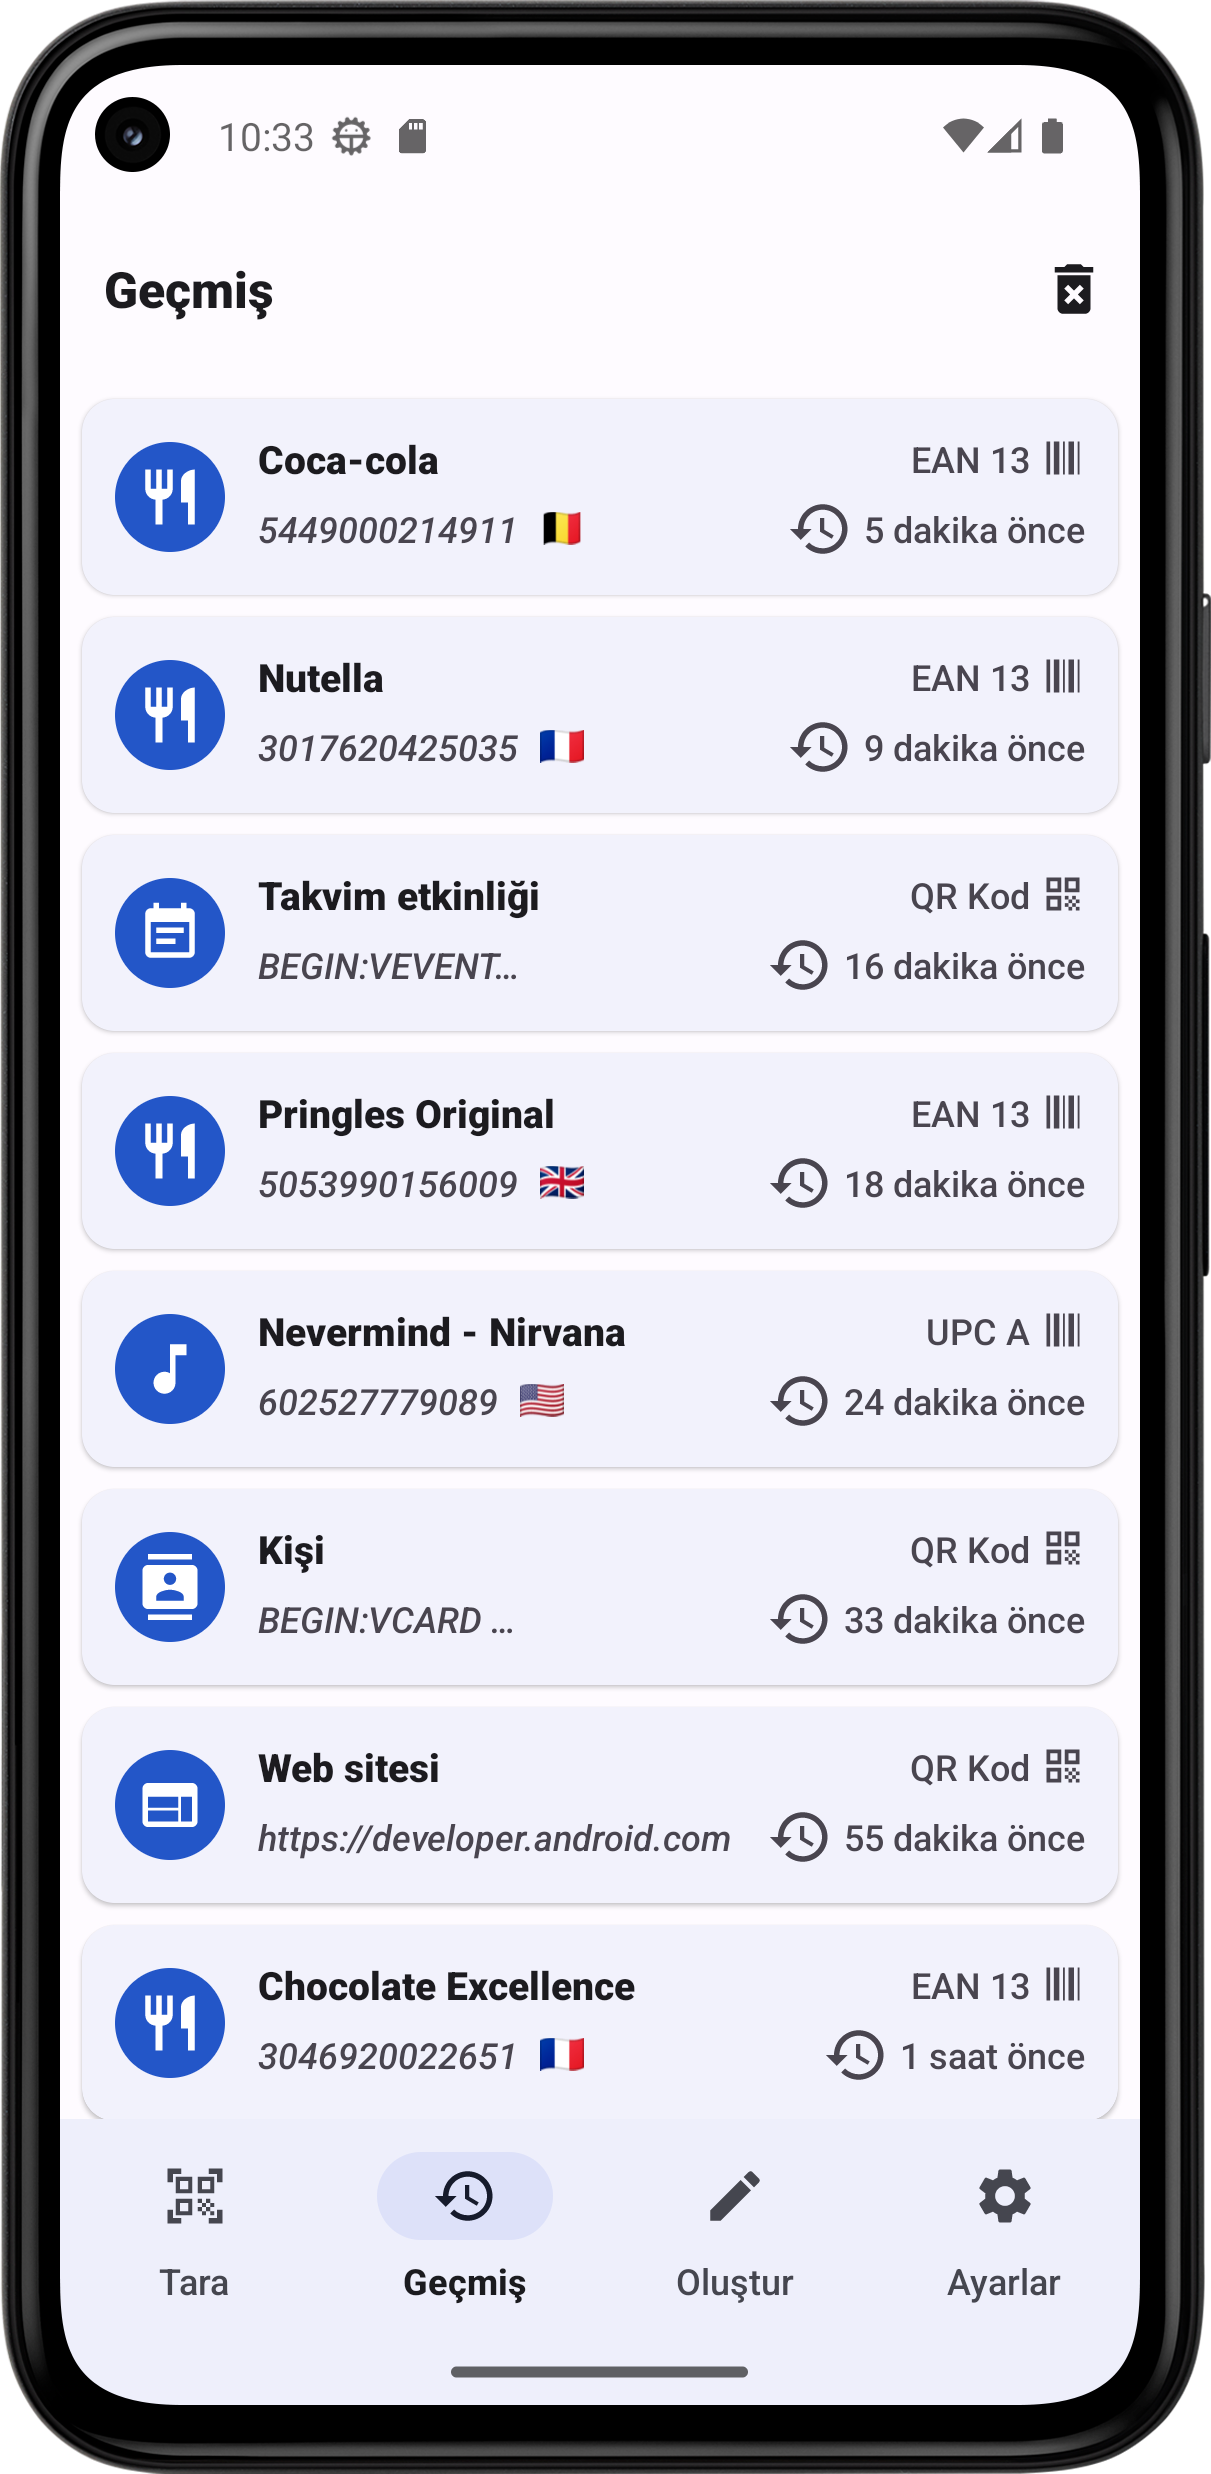 10:33
Geçmiş
Coca-cola EAN 13
5449000214911 5 dakika önce
Nutella EAN 13
3017620425035 9 dakika önce
Takvim etkinliği QR Kod
BEGIN:VEVENT... 16 dakika önce
Pringles Original EAN 13
5053990156009 18 dakika önce
Nevermind - Nirvana UPC A
602527779089 24 dakika önce
Kişi QR Kod
BEGIN:VCARD ... 33 dakika önce
Web sitesi QR Kod
https://developer.android.com 55 dakika önce
Chocolate Excellence EAN 13
3046920022651 1 saat önce
Tara Geçmiş Oluştur Ayarlar